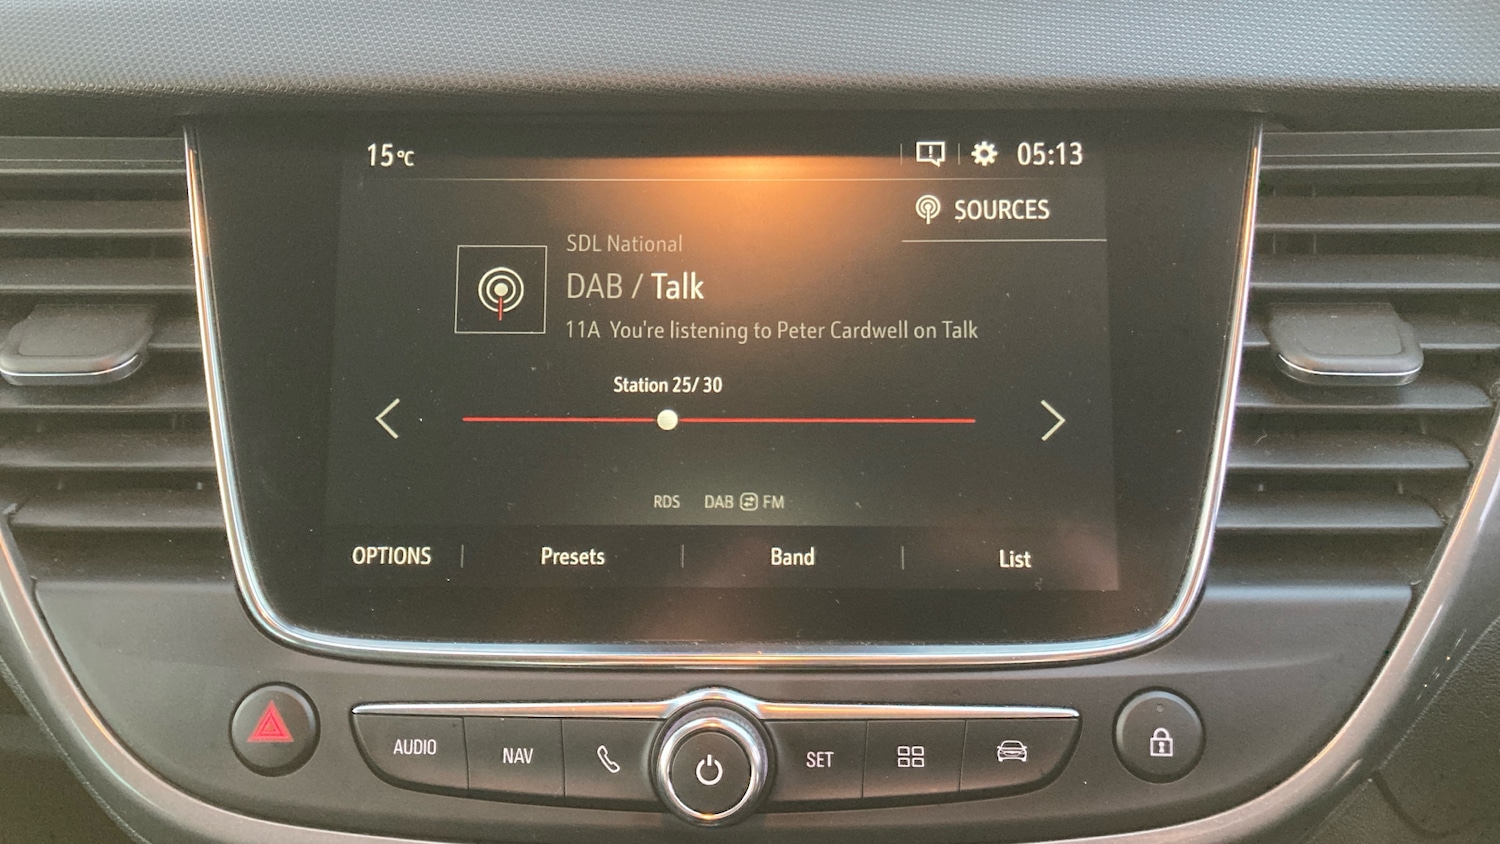 15°C
05:13
SOURCES
SDL National
DAB / Talk
11A You're listening to Peter Cardwell on Talk
Station 25/ 30
RDS DAB FM
OPTIONS Presets Band List
AUDIO NAV SET